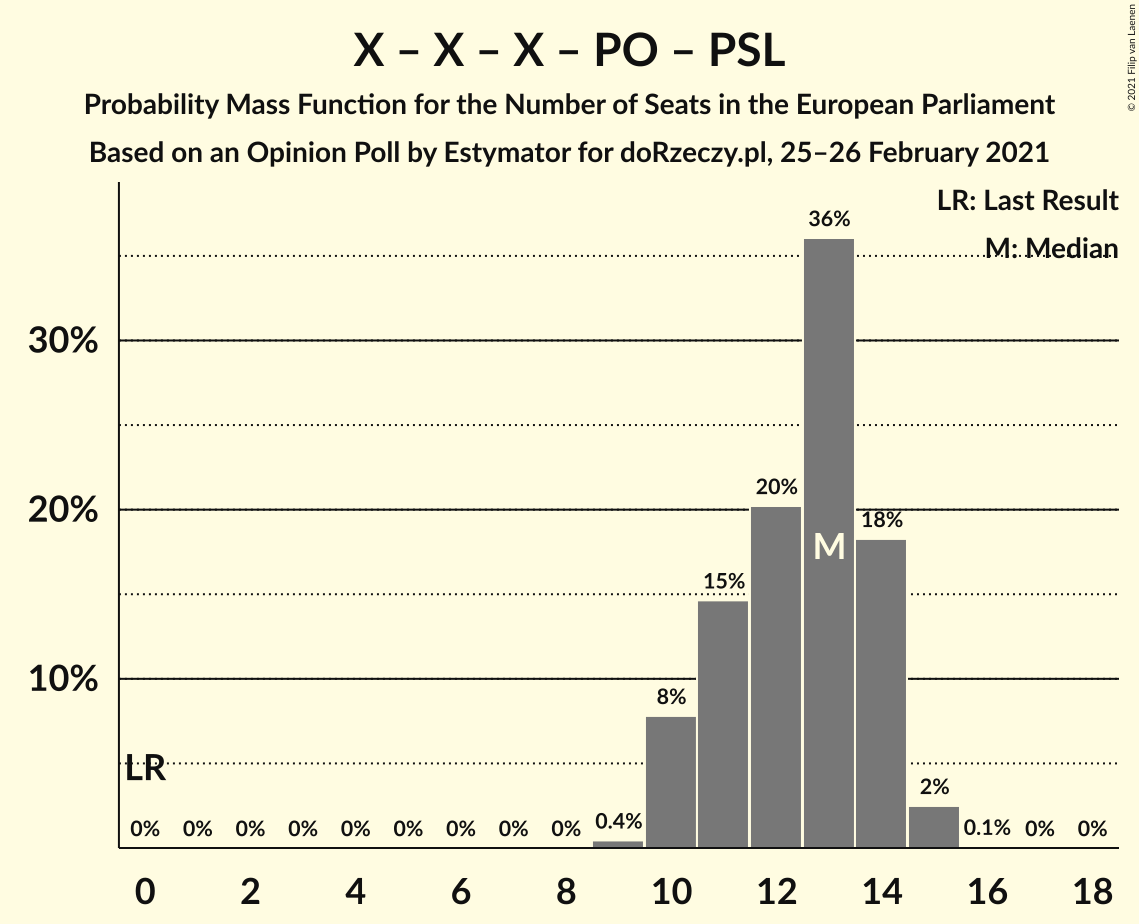 X – X – X – PO – PSL
Probability Mass Function for the Number of Seats in the European Parliament
Based on an Opinion Poll by Estymator for doRzeczy.pl, 25–26 February 2021
© 2021 Filip van Laenen
LR: Last Result
M: Median
36%
30%
20%
20%
18%
M
15%
10%
8%
LR
2%
0% 0% 0% 0% 0% 0% 0% 0% 0% 0.4% 0.1% 0% 0%
0 2 4 6 8 10 12 14 16 18